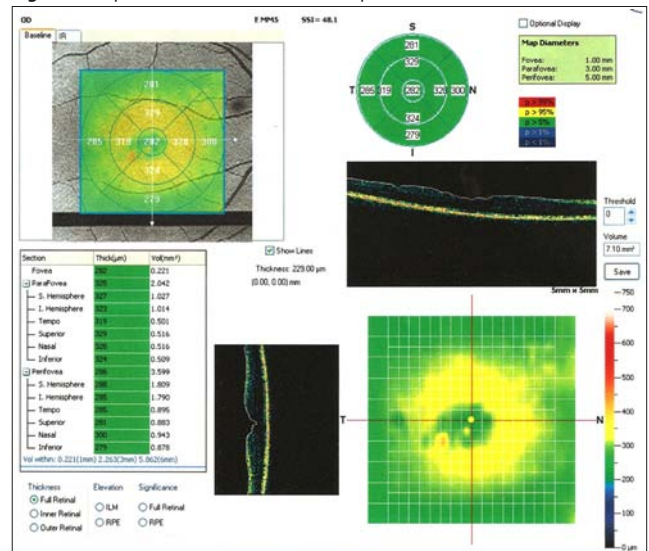 OD E MM5 SSI= 48.1
Baseline (R)
Optional Display
Map Diameters
Fovea: 1.00 mm
Parafovea: 3.00 mm
Perifovea: 5.00 mm
S
281
329
T 285 319 282 328 300 N
324
279
I
p > 99%
p > 95%
p > 5%
p < 5%
p < 1%
281
329
285 319 282 328 300
324
279
Threshold
0
Volume
7.10 mm³
Save
Show Lines
Thickness: 229.00 µm
(0.00, 0.00) mm
5mm x 5mm
Section Thick(µm) Vol(mm³)
Fovea 282 0.221
ParaFovea 325 2.042
S. Hemisphere 327 1.027
I. Hemisphere 323 1.014
Tempo 319 0.501
Superior 329 0.516
Nasal 328 0.516
Inferior 324 0.509
Perifovea 286 3.599
S. Hemisphere 288 1.809
I. Hemisphere 285 1.790
Tempo 285 0.895
Superior 281 0.883
Nasal 300 0.943
Inferior 279 0.878
Vol within: 0.221(1mm) 2.263(3mm) 5.862(6mm)
T N
750
700
600
500
400
300
200
100
0 µm
Thickness Elevation Significance
Full Retinal ILM Full Retinal
Inner Retinal RPE RPE
Outer Retinal